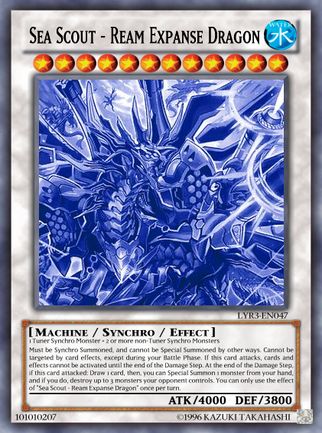 Sea Scout - Ream Expanse Dragon
WATER
水
LYR3-EN047
[ Machine / Synchro / Effect ]
1 Tuner Synchro Monster + 2 or more non-Tuner Synchro Monsters
Must be Synchro Summoned, and cannot be Special Summoned by other ways. Cannot be
targeted by card effects, except during your Battle Phase. If this card attacks, cards and
effects cannot be activated until the end of the Damage Step. At the end of the Damage Step,
if this card attacked: Draw 1 card, then, you can Special Summon 1 monster from your hand,
and if you do, destroy up to 3 monsters your opponent controls. You can only use the effect
of "Sea Scout - Ream Expanse Dragon" once per turn.
ATK/4000 DEF/3800
101010207
©1996 KAZUKI TAKAHASHI